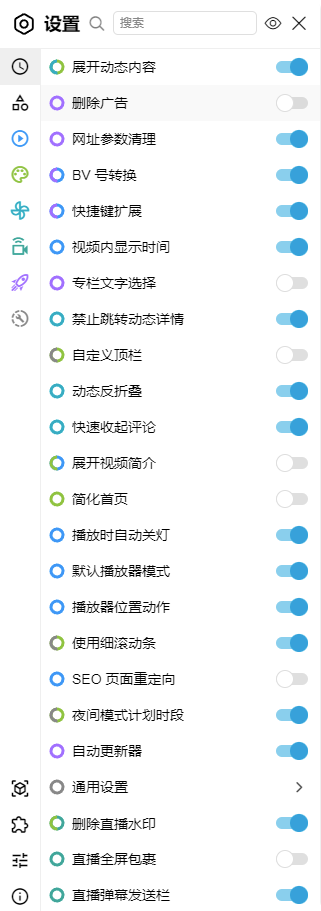 设置
搜索
展开动态内容
删除广告
网址参数清理
BV 号转换
快捷键扩展
视频内显示时间
专栏文字选择
禁止跳转动态详情
自定义顶栏
动态反折叠
快速收起评论
展开视频简介
简化首页
播放时自动关灯
默认播放器模式
播放器位置动作
使用细滚动条
SEO 页面重定向
夜间模式计划时段
自动更新器
通用设置
删除直播水印
直播全屏包裹
直播弹幕发送栏